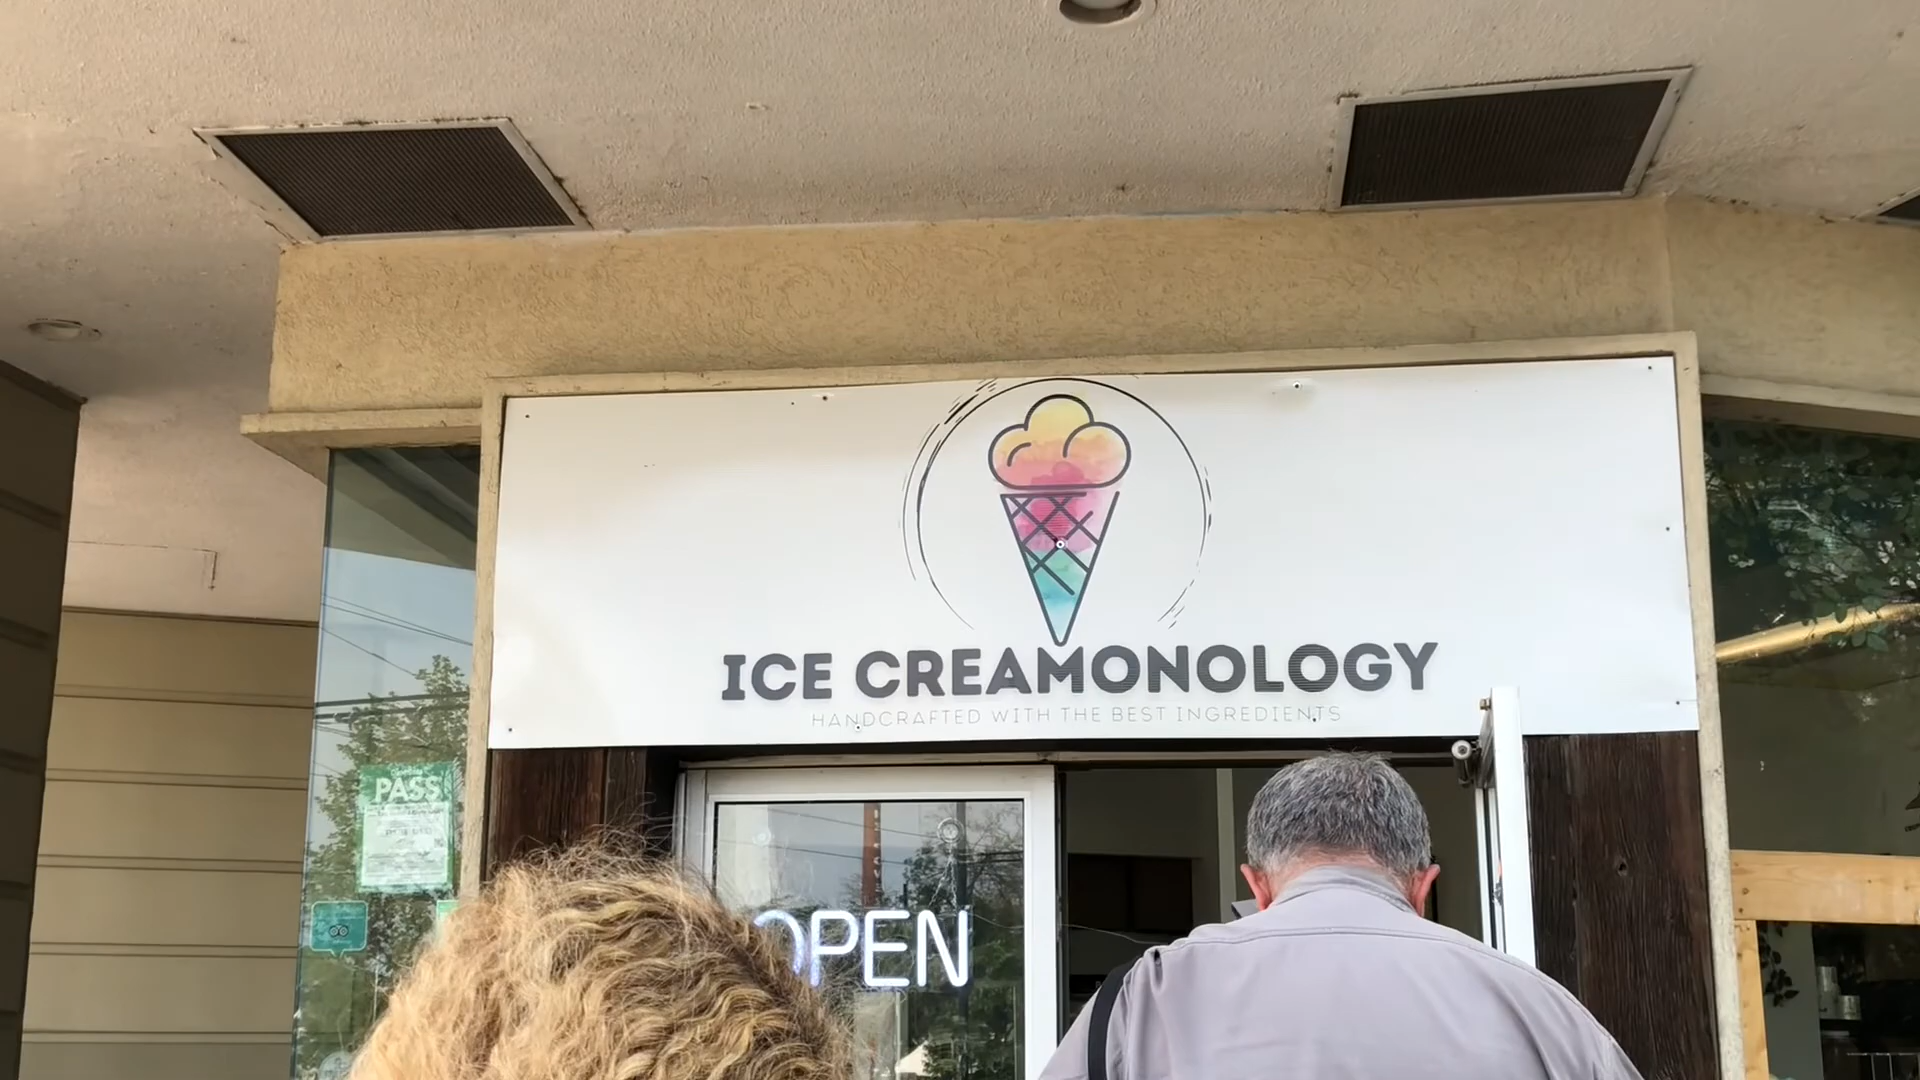 ICE CREAMONOLOGY
HANDCRAFTED WITH THE BEST INGREDIENTS
PASS
OPEN